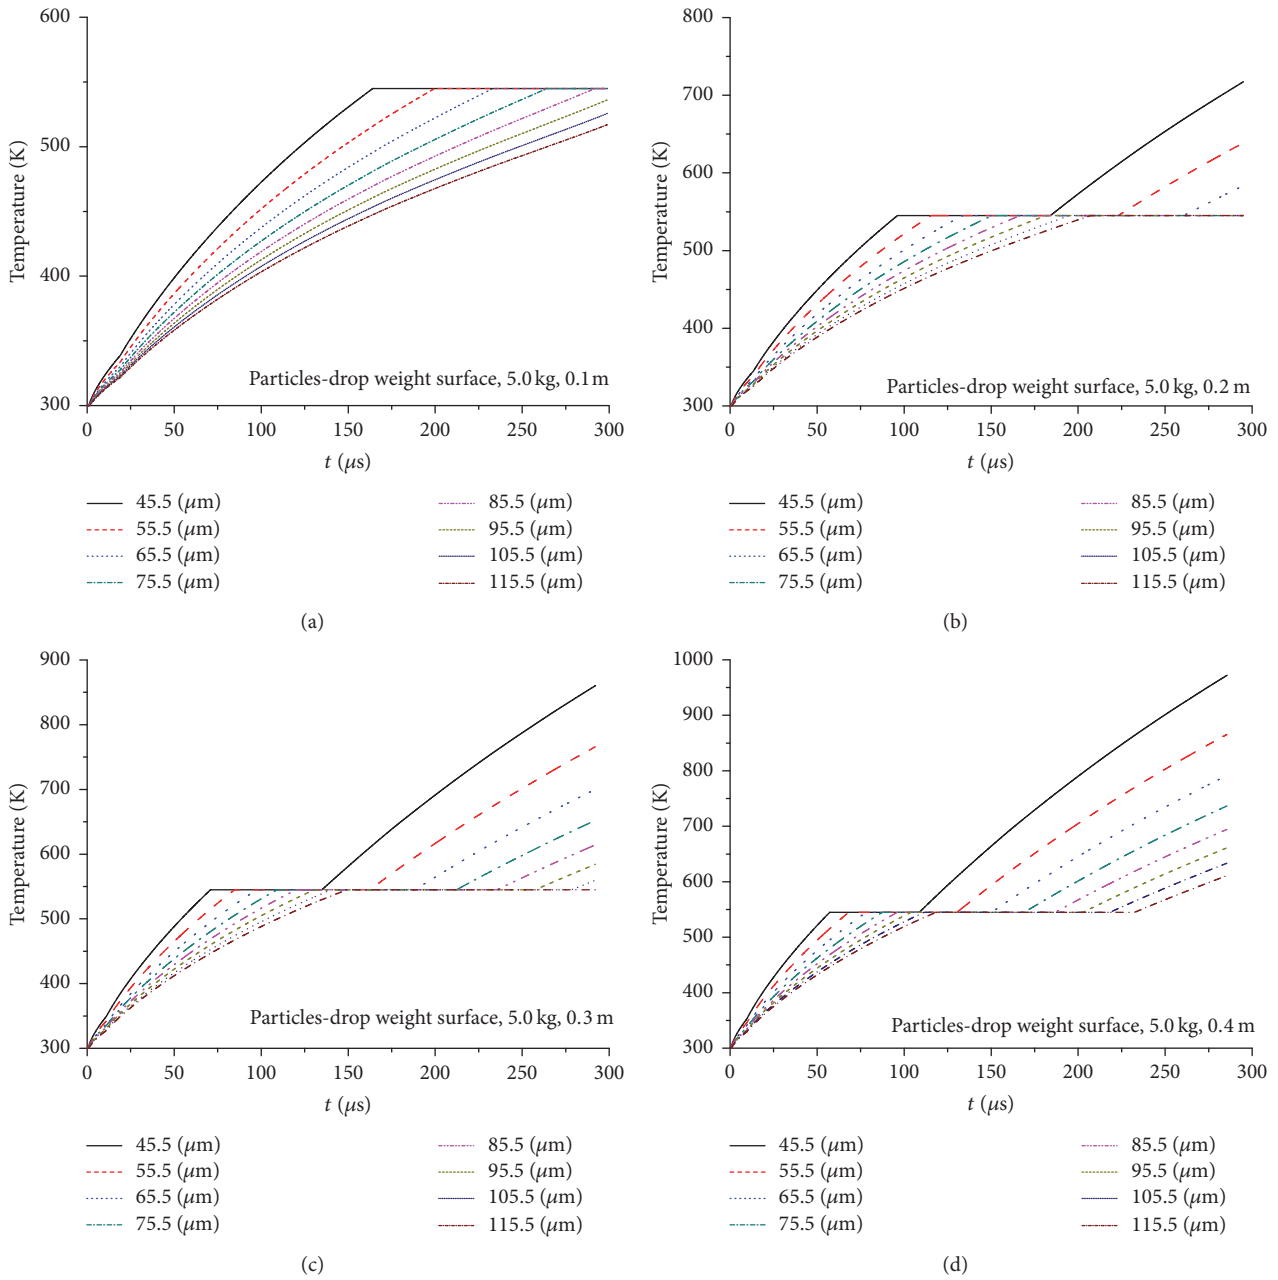 600
500
400
300
Temperature (K)
0 50 100 150 200 250 300
t (μs)
Particles-drop weight surface, 5.0 kg, 0.1 m
45.5 (μm)
55.5 (μm)
65.5 (μm)
75.5 (μm)
85.5 (μm)
95.5 (μm)
105.5 (μm)
115.5 (μm)
(a)
800
700
600
500
400
300
Temperature (K)
0 50 100 150 200 250 300
t (μs)
Particles-drop weight surface, 5.0 kg, 0.2 m
45.5 (μm)
55.5 (μm)
65.5 (μm)
75.5 (μm)
85.5 (μm)
95.5 (μm)
105.5 (μm)
115.5 (μm)
(b)
900
800
700
600
500
400
300
Temperature (K)
0 50 100 150 200 250 300
t (μs)
Particles-drop weight surface, 5.0 kg, 0.3 m
45.5 (μm)
55.5 (μm)
65.5 (μm)
75.5 (μm)
85.5 (μm)
95.5 (μm)
105.5 (μm)
115.5 (μm)
(c)
1000
900
800
700
600
500
400
300
Temperature (K)
0 50 100 150 200 250 300
t (μs)
Particles-drop weight surface, 5.0 kg, 0.4 m
45.5 (μm)
55.5 (μm)
65.5 (μm)
75.5 (μm)
85.5 (μm)
95.5 (μm)
105.5 (μm)
115.5 (μm)
(d)